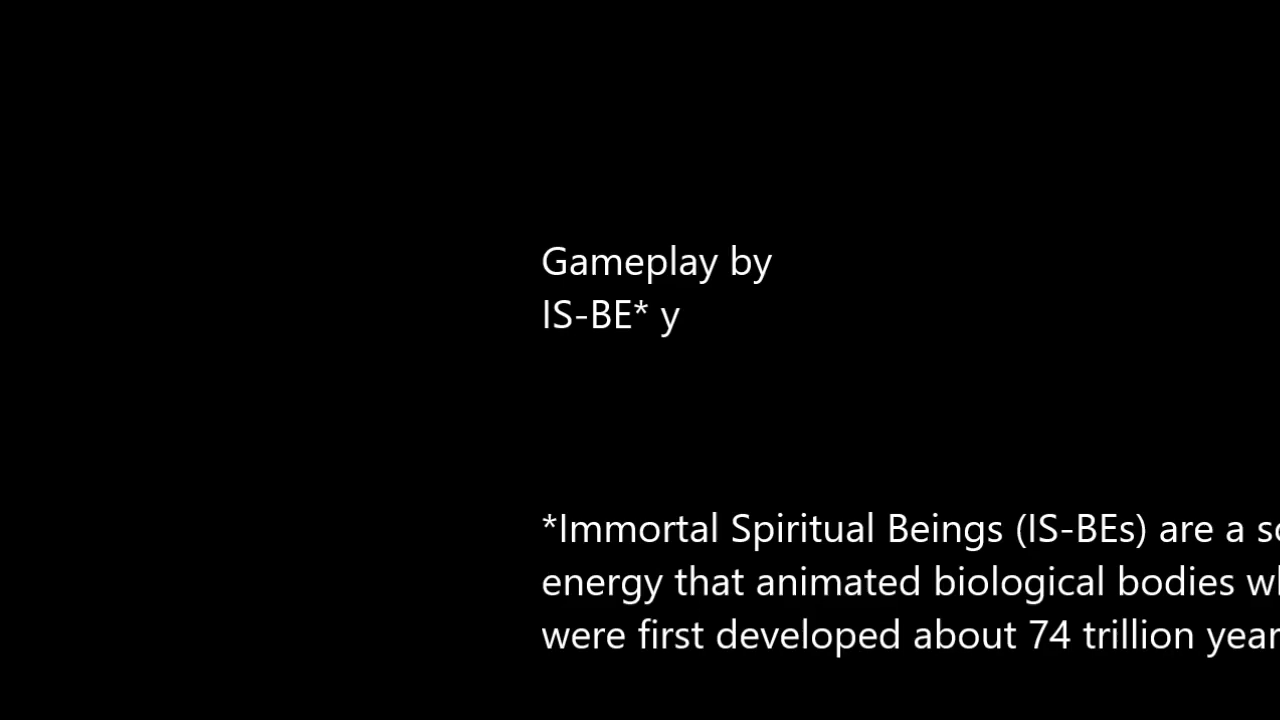 Gameplay by
IS-BE* y
*Immortal Spiritual Beings (IS-BEs) are a
energy that animated biological bodies
were first developed about 74 trillion